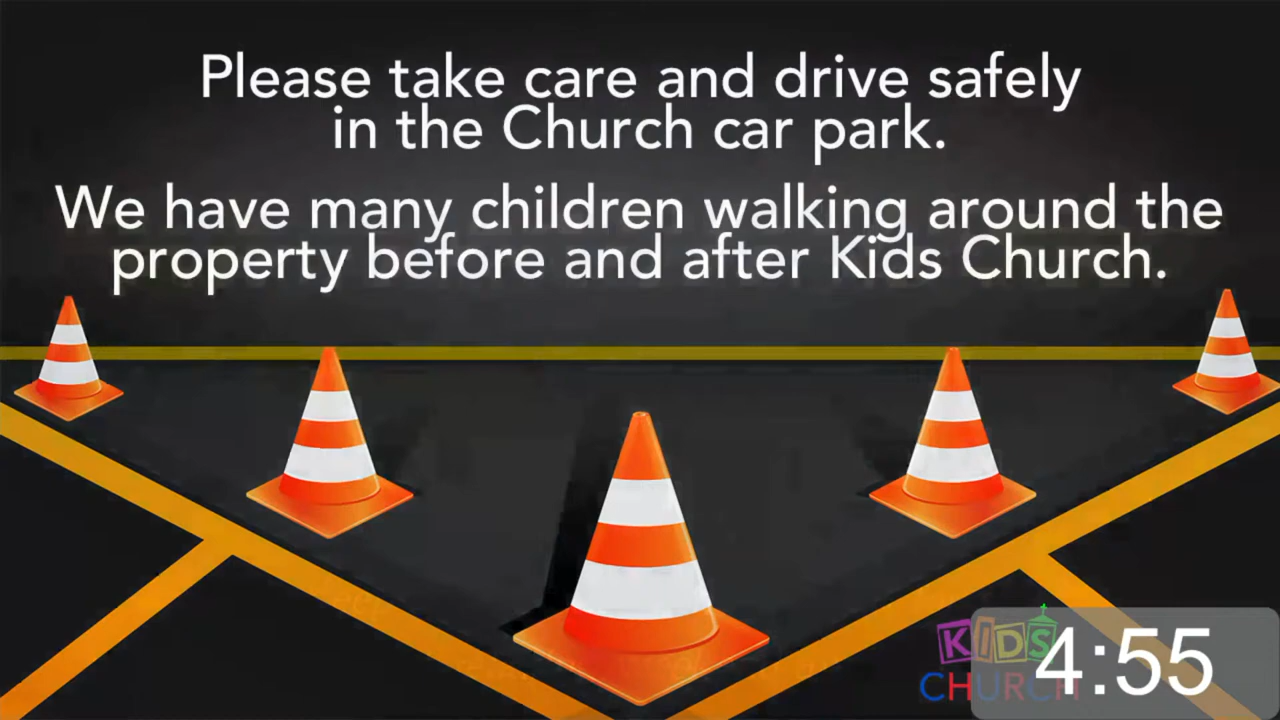 Please take care and drive safely
in the Church car park.
We have many children walking around the
property before and after Kids Church.
KIDS
CHURCH
4:55